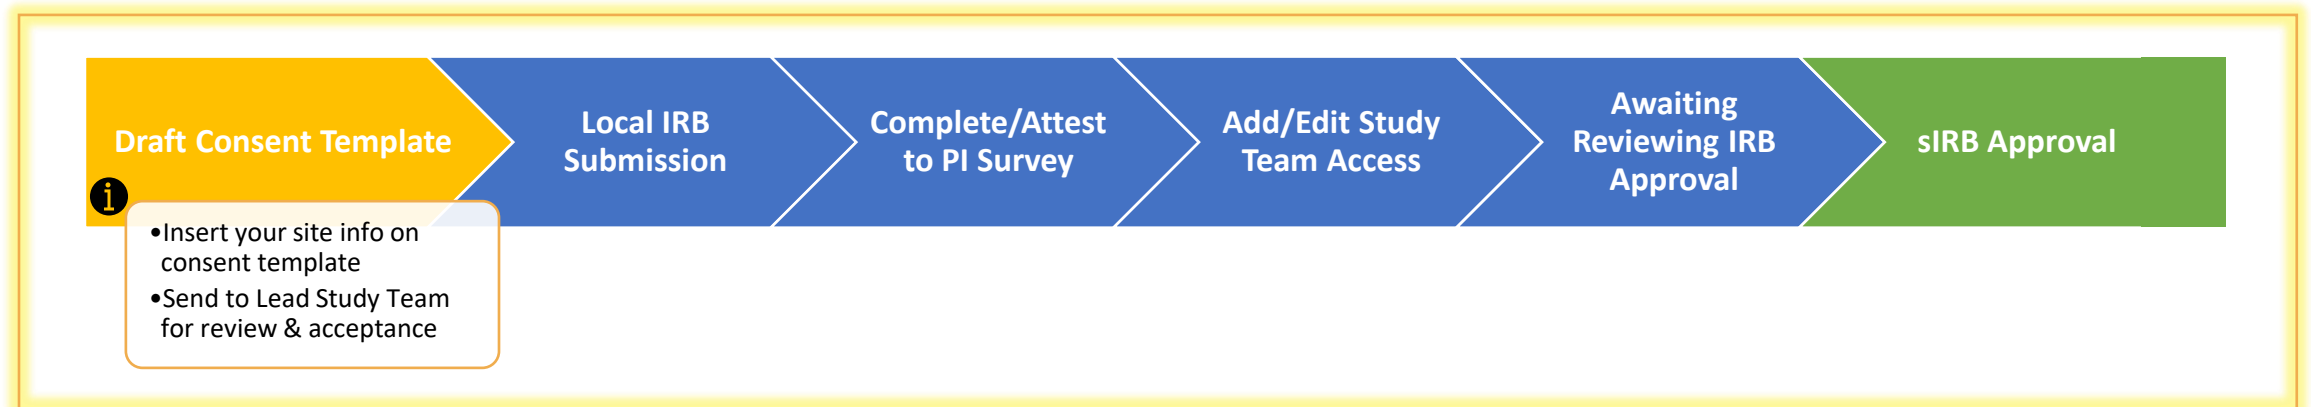 Draft Consent Template
Local IRB
Submission
Complete/Attest
to PI Survey
Add/Edit Study
Team Access
Awaiting
Reviewing IRB
Approval
sIRB Approval
i
•Insert your site info on
consent template
•Send to Lead Study Team
for review & acceptance